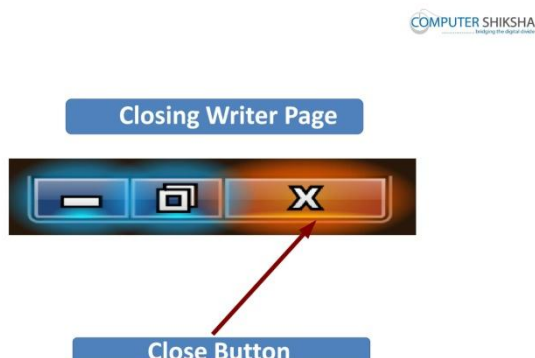 COMPUTER SHIKSHA
bridging the digital divide
Closing Writer Page
X
Close Button